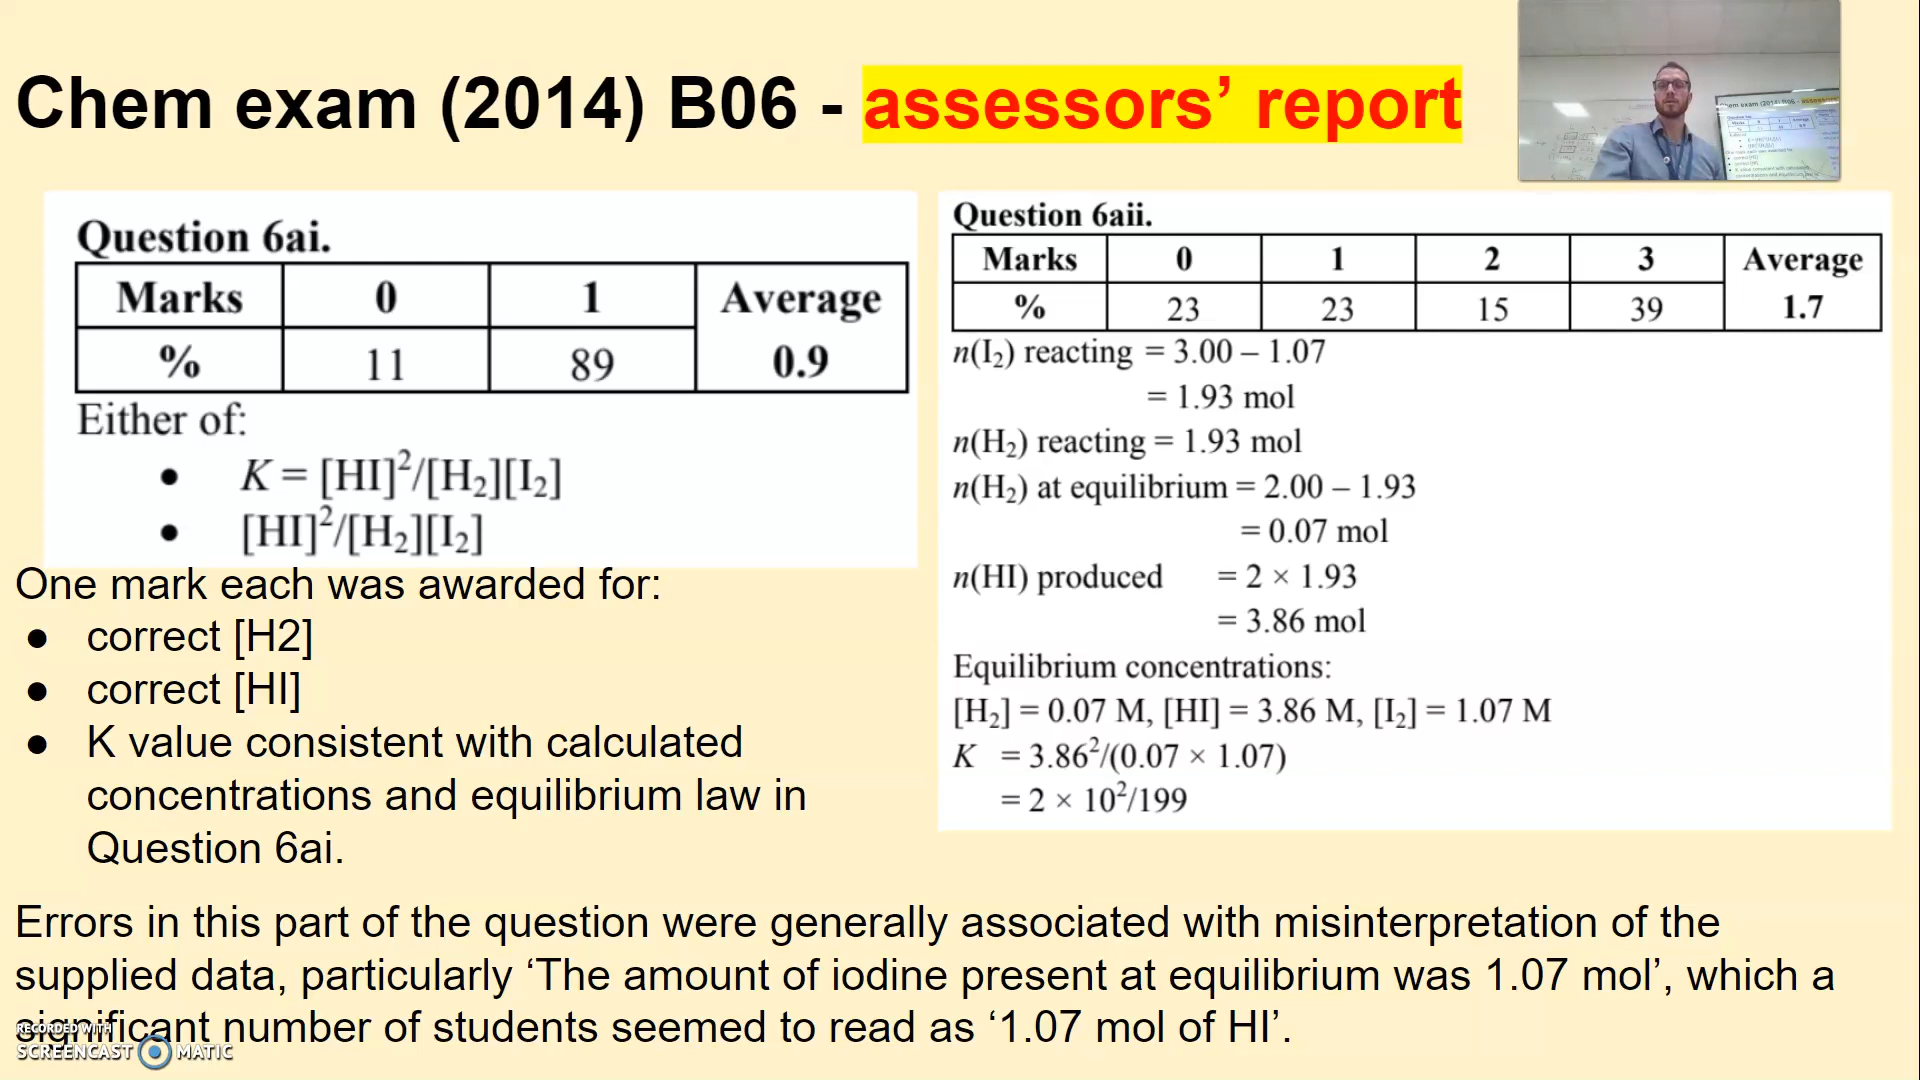 Chem exam (2014) B06 - assessors’ report
Question 6ai.
Marks 0 1 Average
% 11 89 0.9
Either of:
• K = [HI]²/[H₂][I₂]
• [HI]²/[H₂][I₂]
One mark each was awarded for:
● correct [H2]
● correct [HI]
● K value consistent with calculated
concentrations and equilibrium law in
Question 6ai.
Question 6aii.
Marks 0 1 2 3 Average
% 23 23 15 39 1.7
n(I₂) reacting = 3.00 – 1.07
= 1.93 mol
n(H₂) reacting = 1.93 mol
n(H₂) at equilibrium = 2.00 – 1.93
= 0.07 mol
n(HI) produced = 2 × 1.93
= 3.86 mol
Equilibrium concentrations:
[H₂] = 0.07 M, [HI] = 3.86 M, [I₂] = 1.07 M
K = 3.86²/(0.07 × 1.07)
= 2 × 10²/199
Errors in this part of the question were generally associated with misinterpretation of the
supplied data, particularly ‘The amount of iodine present at equilibrium was 1.07 mol’, which a
significant number of students seemed to read as ‘1.07 mol of HI’.
RECORDED WITH
SCREENCAST MATIC